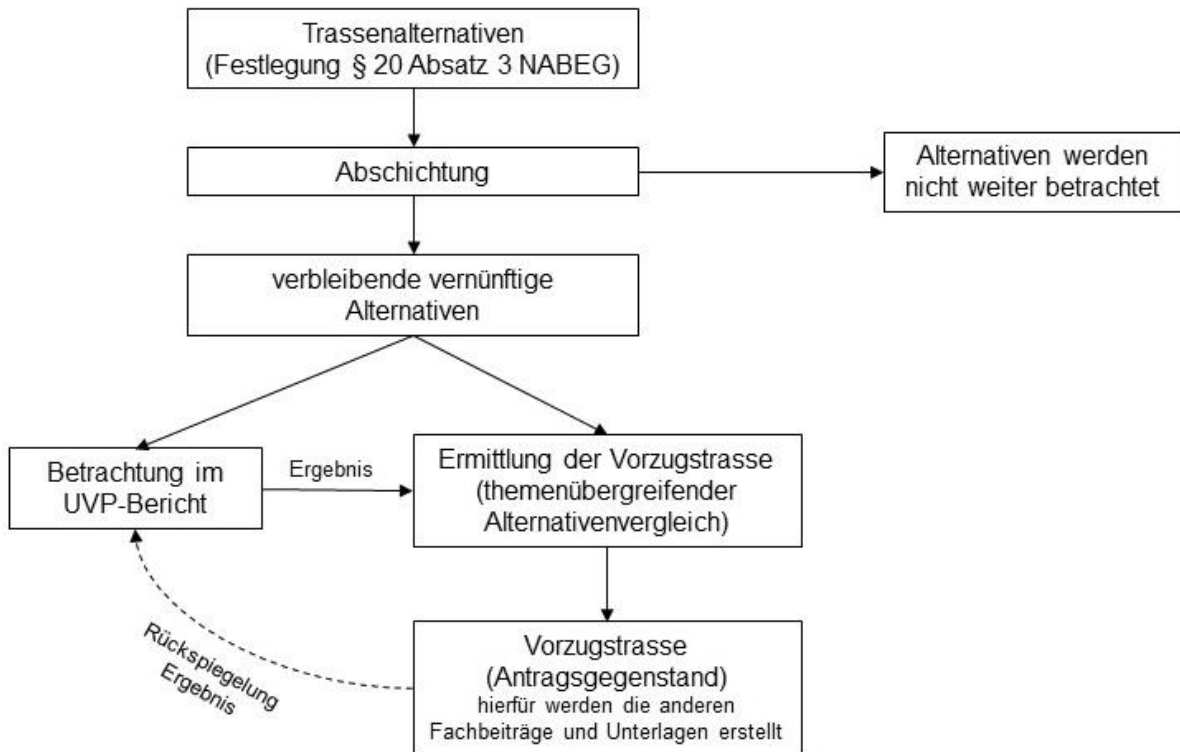 Trassenalternativen
(Festlegung § 20 Absatz 3 NABEG)
Abschichtung
Alternativen werden
nicht weiter betrachtet
verbleibende vernünftige
Alternativen
Betrachtung im
UVP-Bericht
Ergebnis
Ermittlung der Vorzugstrasse
(themenübergreifender
Alternativenvergleich)
Rückspiegelung
Ergebnis
Vorzugstrasse
(Antragsgegenstand)
hierfür werden die anderen
Fachbeiträge und Unterlagen erstellt